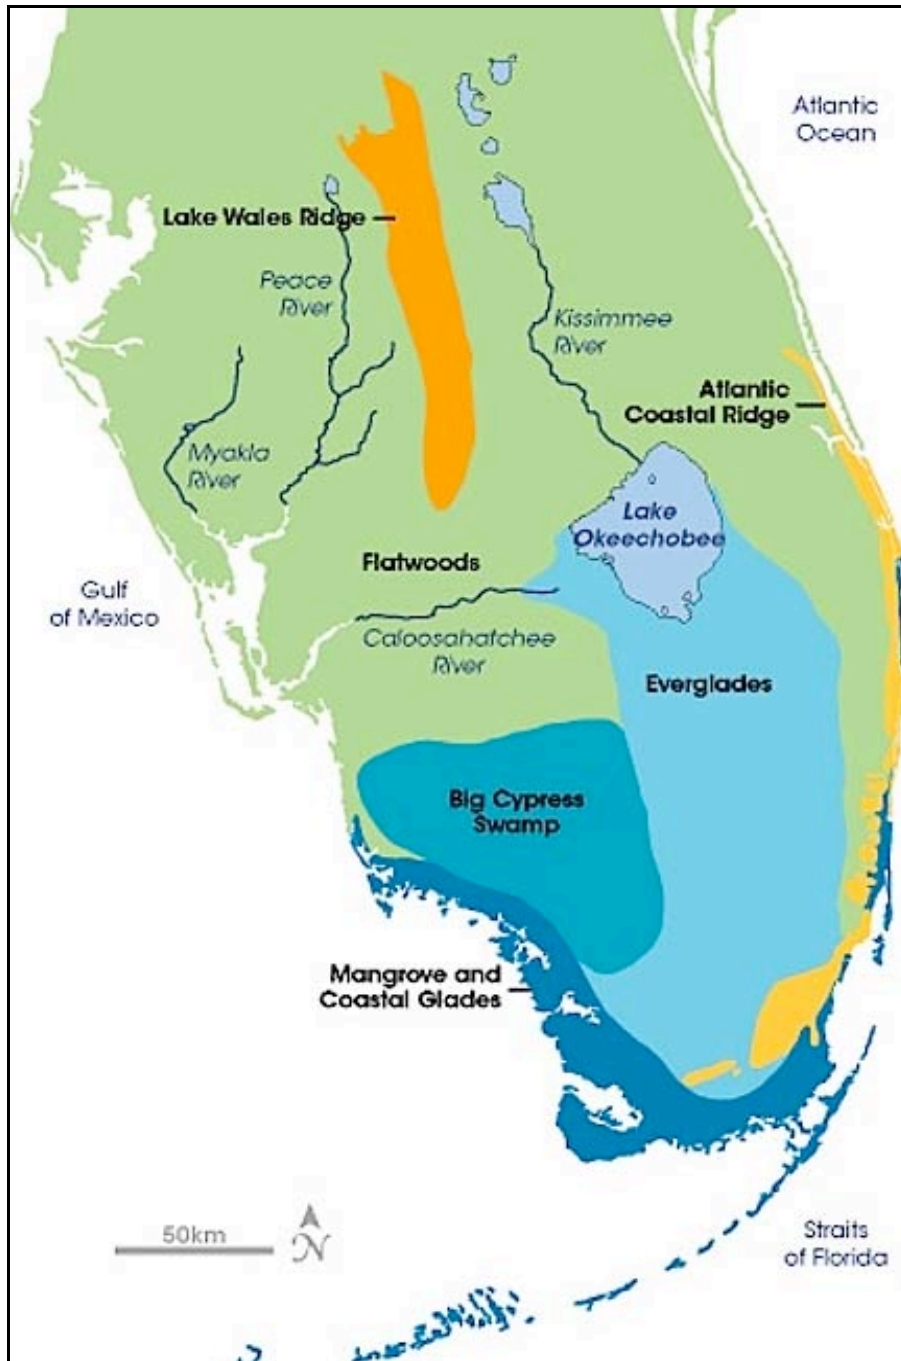 Atlantic
Ocean
Lake Wales Ridge
Peace
River
Kissimmee
River
Atlantic
Coastal Ridge
Myakla
River
Lake
Okeechobee
Flatwoods
Gulf
of Mexico
Caloosahatchee
River
Everglades
Big Cypress
Swamp
Mangrove and
Coastal Glades
50km
N
Straits
of Florida